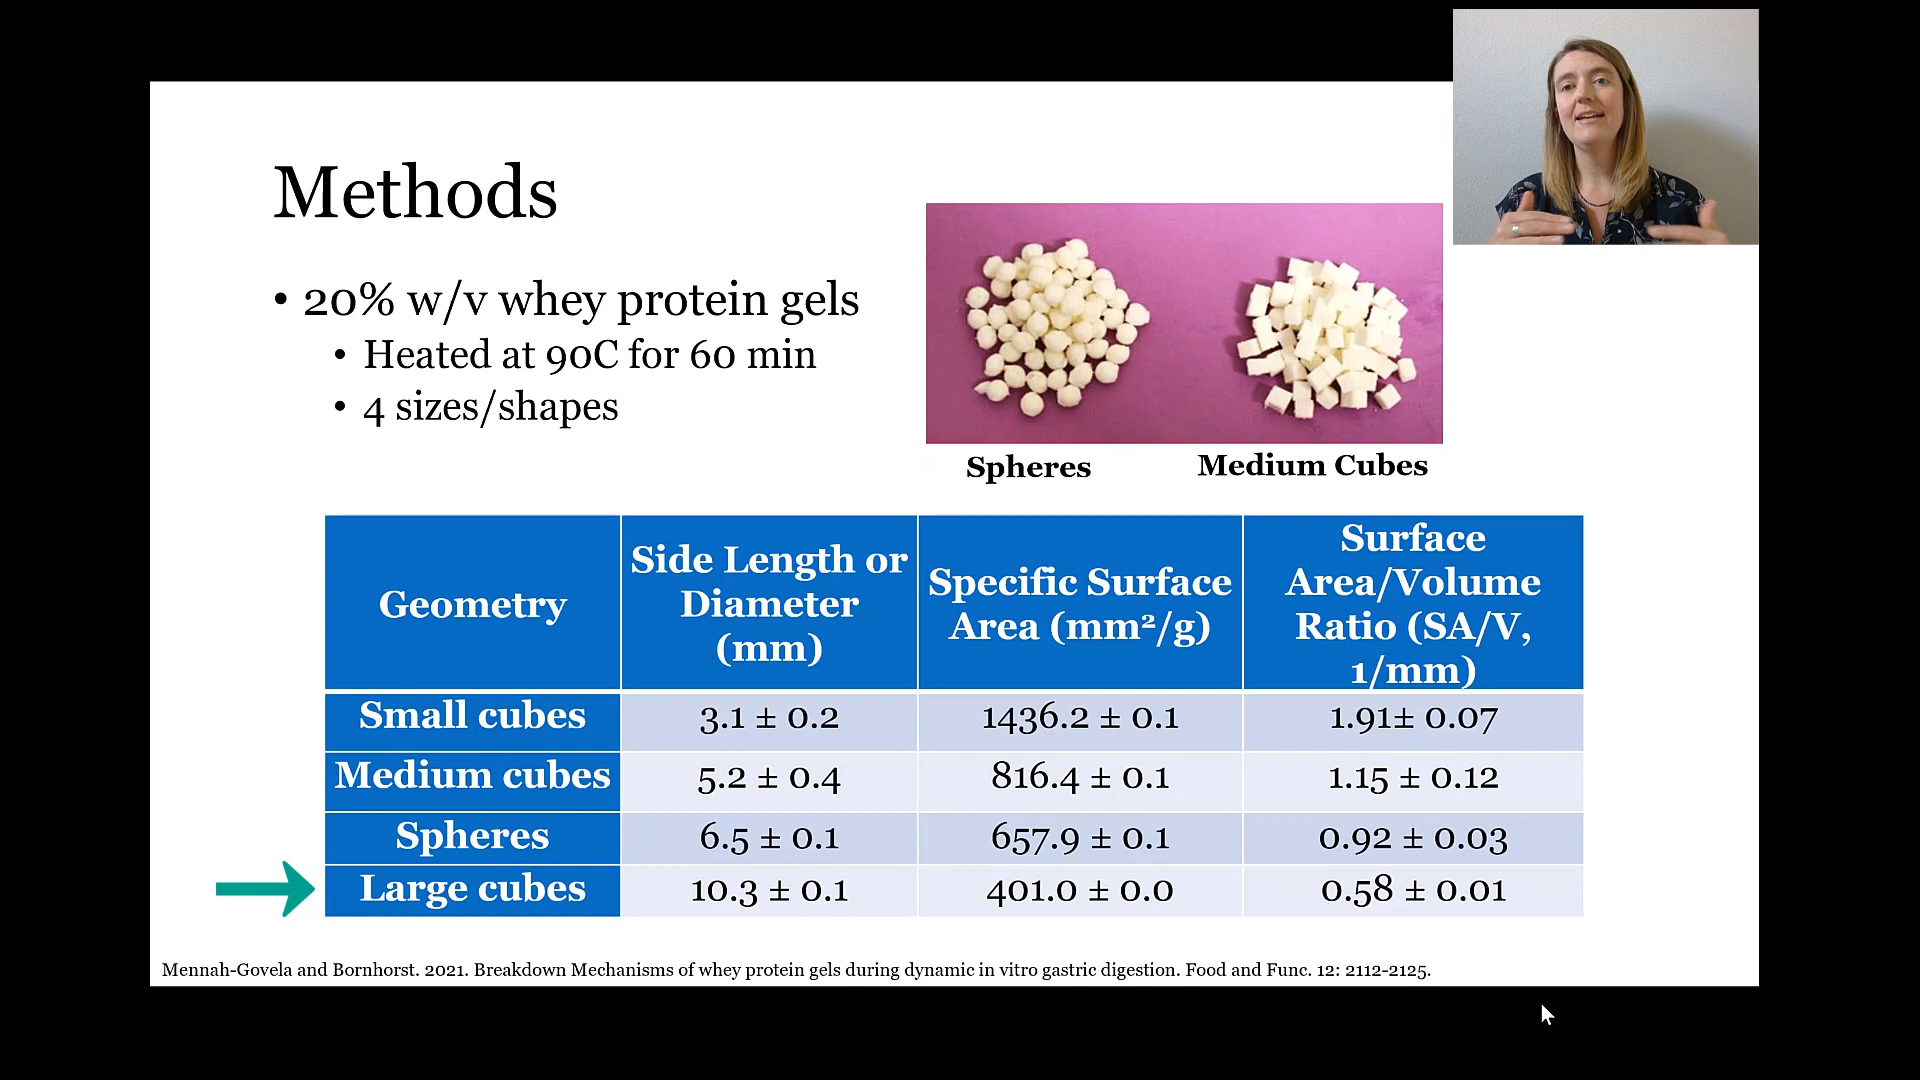 Methods
• 20% w/v whey protein gels
• Heated at 90C for 60 min
• 4 sizes/shapes
Spheres
Medium Cubes
Geometry
Side Length or
Diameter
(mm)
Specific Surface
Area (mm²/g)
Surface
Area/Volume
Ratio (SA/V,
1/mm)
Small cubes 3.1 ± 0.2 1436.2 ± 0.1 1.91± 0.07
Medium cubes 5.2 ± 0.4 816.4 ± 0.1 1.15 ± 0.12
Spheres 6.5 ± 0.1 657.9 ± 0.1 0.92 ± 0.03
Large cubes 10.3 ± 0.1 401.0 ± 0.0 0.58 ± 0.01
Mennah-Govela and Bornhorst. 2021. Breakdown Mechanisms of whey protein gels during dynamic in vitro gastric digestion. Food and Func. 12: 2112-2125.